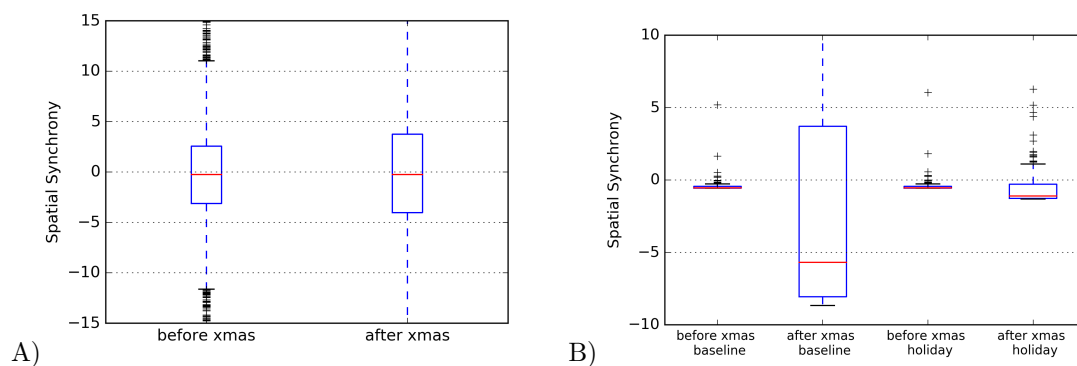 15
10
5
0
−5
−10
−15
Spatial Synchrony
before xmas after xmas
A)
10
5
0
−5
−10
Spatial Synchrony
before xmas baseline
after xmas baseline
before xmas holiday
after xmas holiday
B)